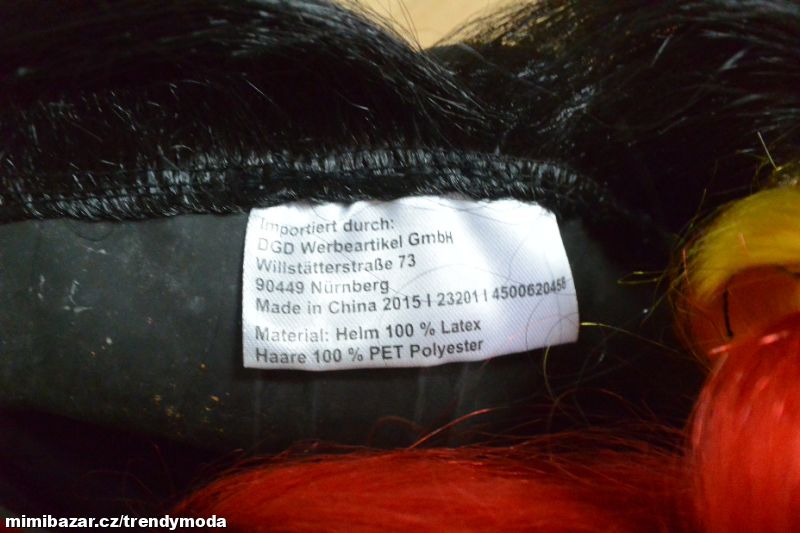 Importiert durch:
DGD Werbeartikel GmbH
Willstätterstraße 73
90449 Nürnberg
Made in China 2015 I 23201 I 4500620458
Material: Helm 100 % Latex
Haare 100 % PET Polyester
mimibazar.cz/trendymoda